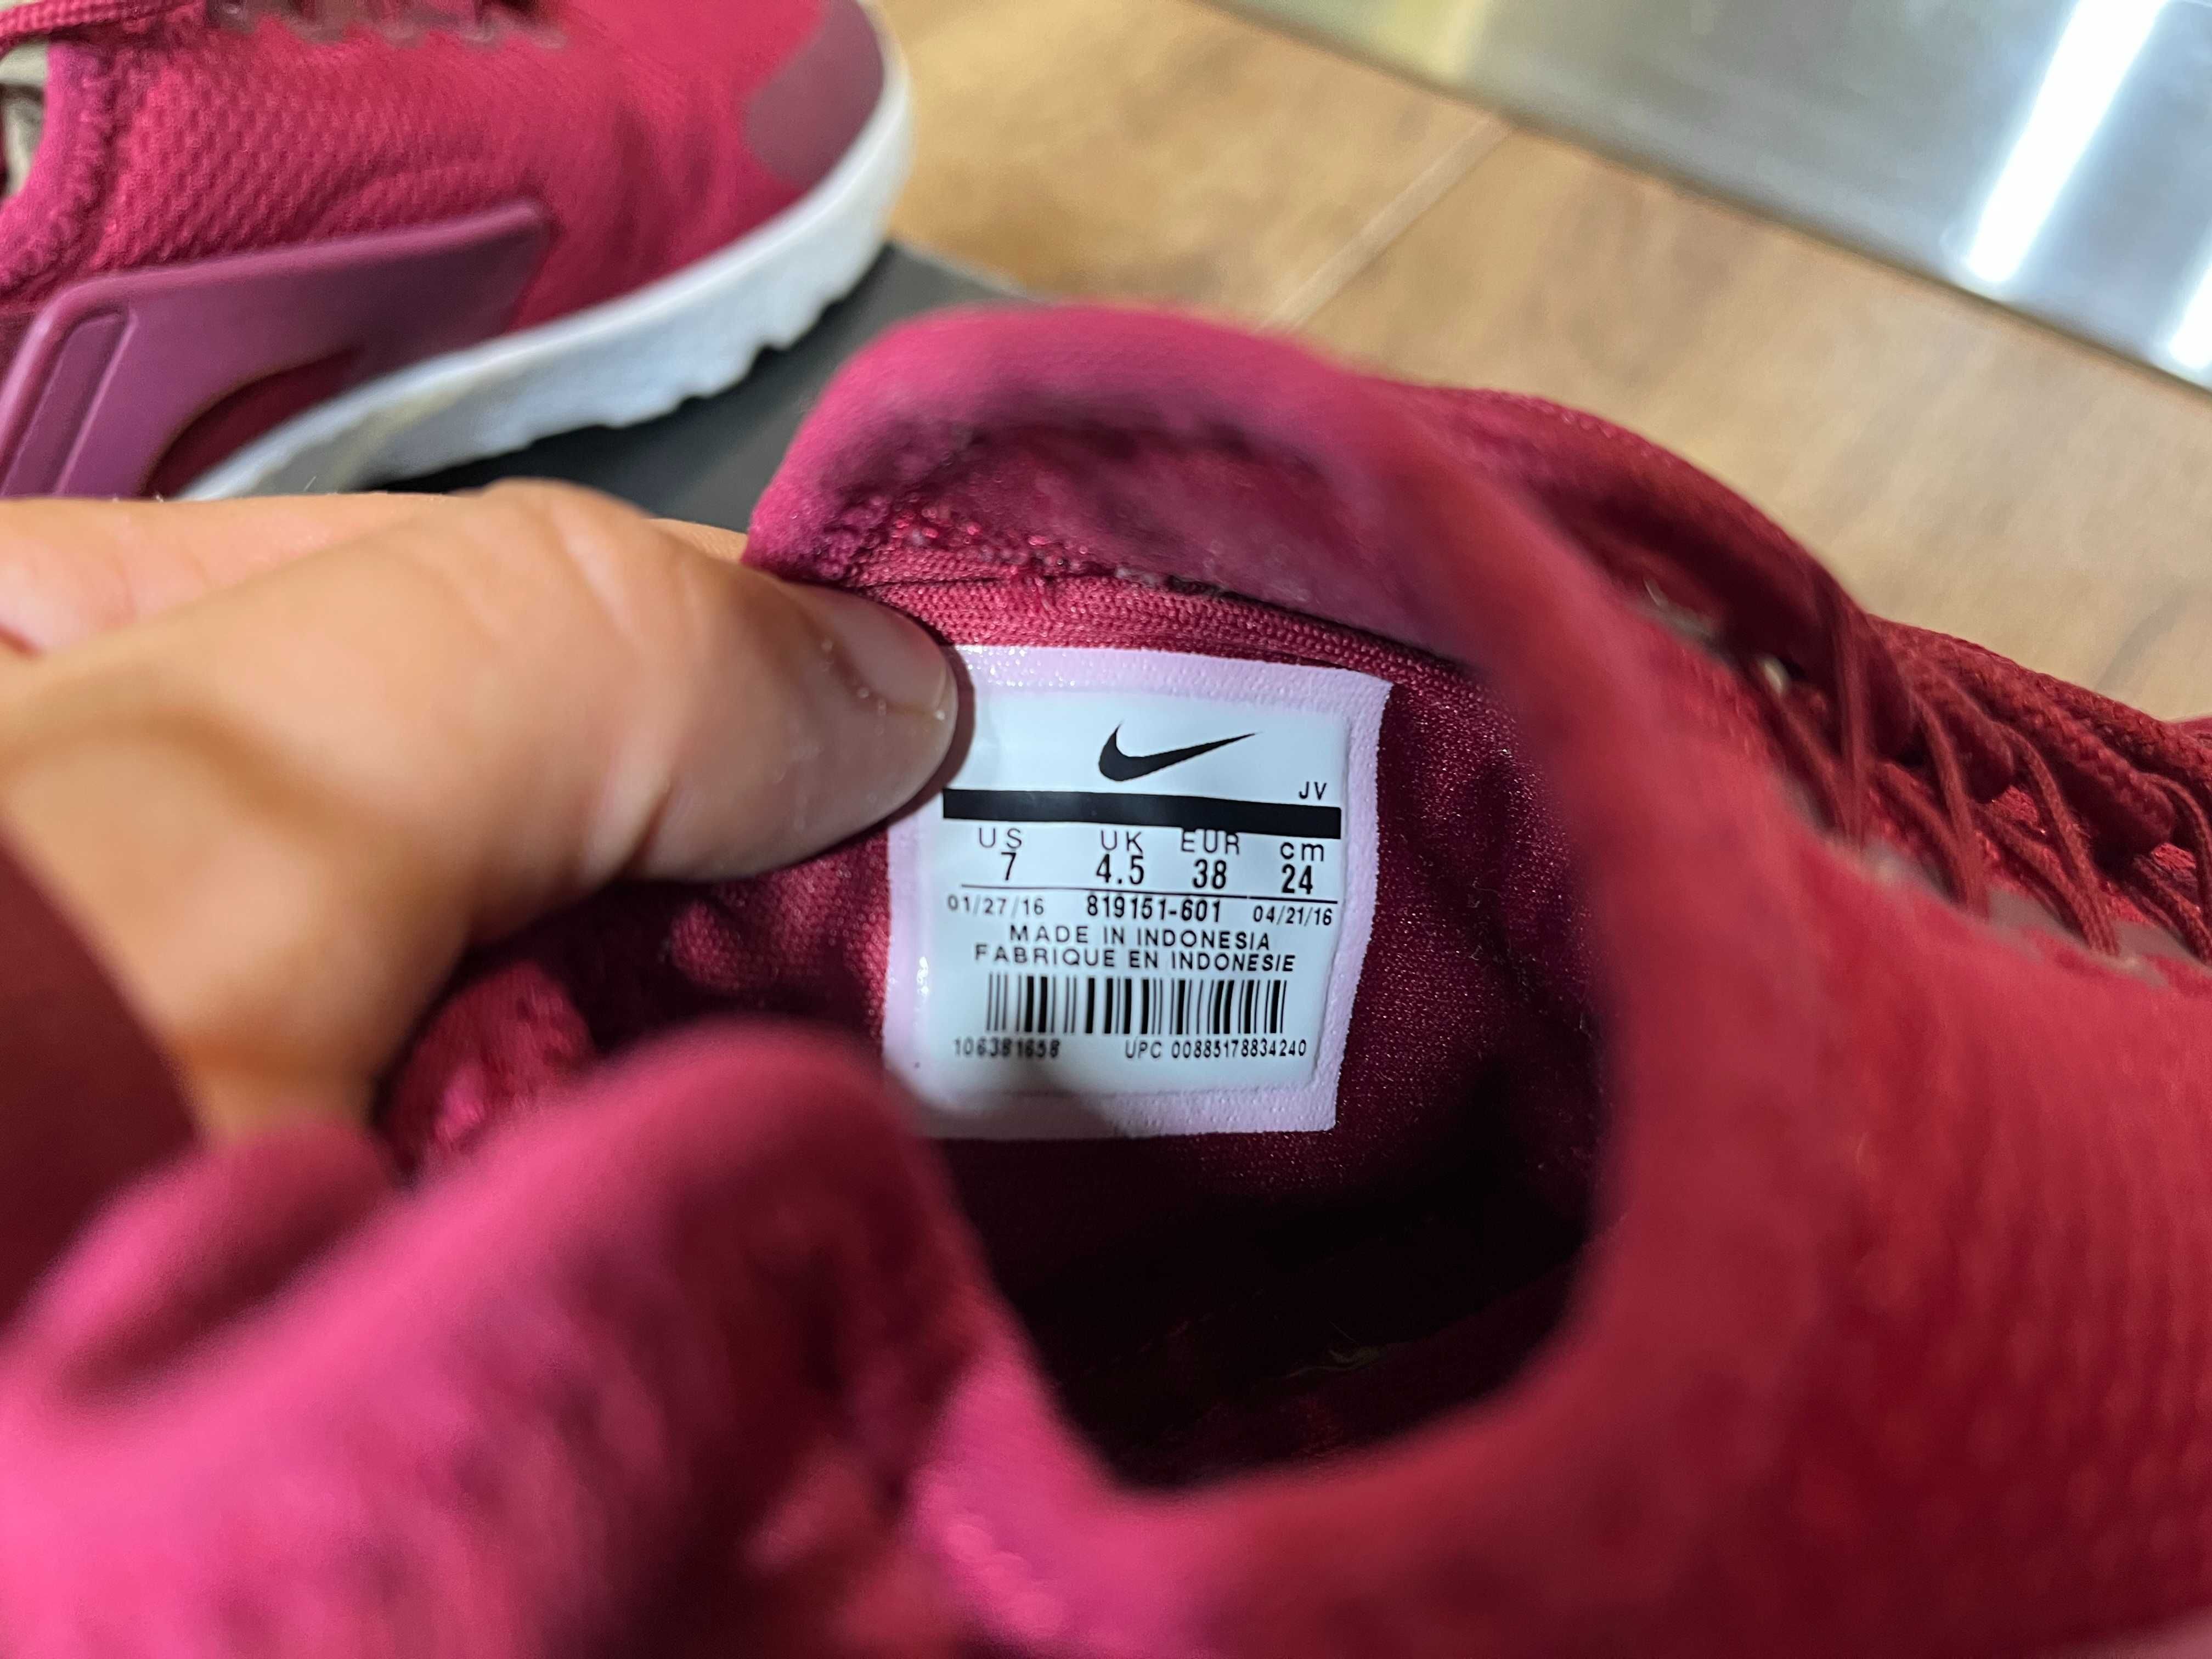 JV
US UK EUR cm
7 4.5 38 24
01/27/16 819151-601 04/21/16
MADE IN INDONESIA
FABRIQUE EN INDONESIE
106381658 UPC 00885178834240